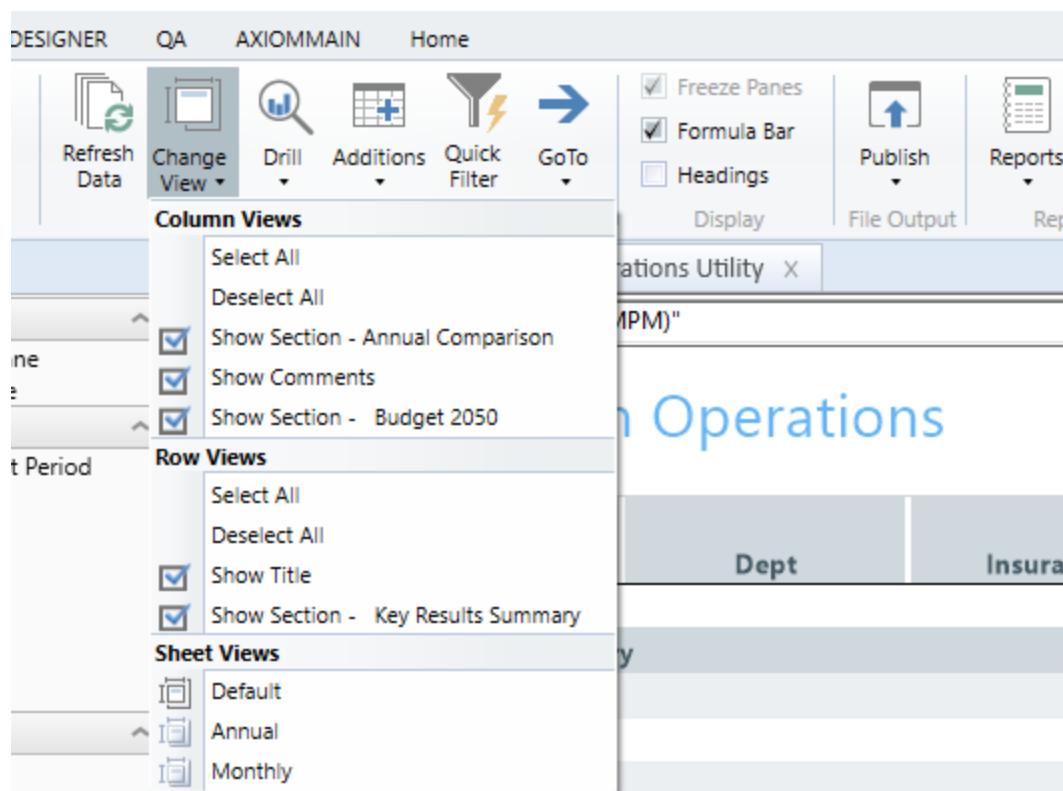 DESIGNER QA AXIOMMAIN Home
Refresh Data
Change View
Drill
Additions
Quick Filter
GoTo
Freeze Panes
Formula Bar
Headings
Display
Publish
File Output
Reports
Rep
Column Views
Select All
Deselect All
Show Section - Annual Comparison
Show Comments
Show Section - Budget 2050
Row Views
Select All
Deselect All
Show Title
Show Section - Key Results Summary
Sheet Views
Default
Annual
Monthly
ations Utility X
MPM)"
ne
e
t Period
n Operations
Dept
Insura
y